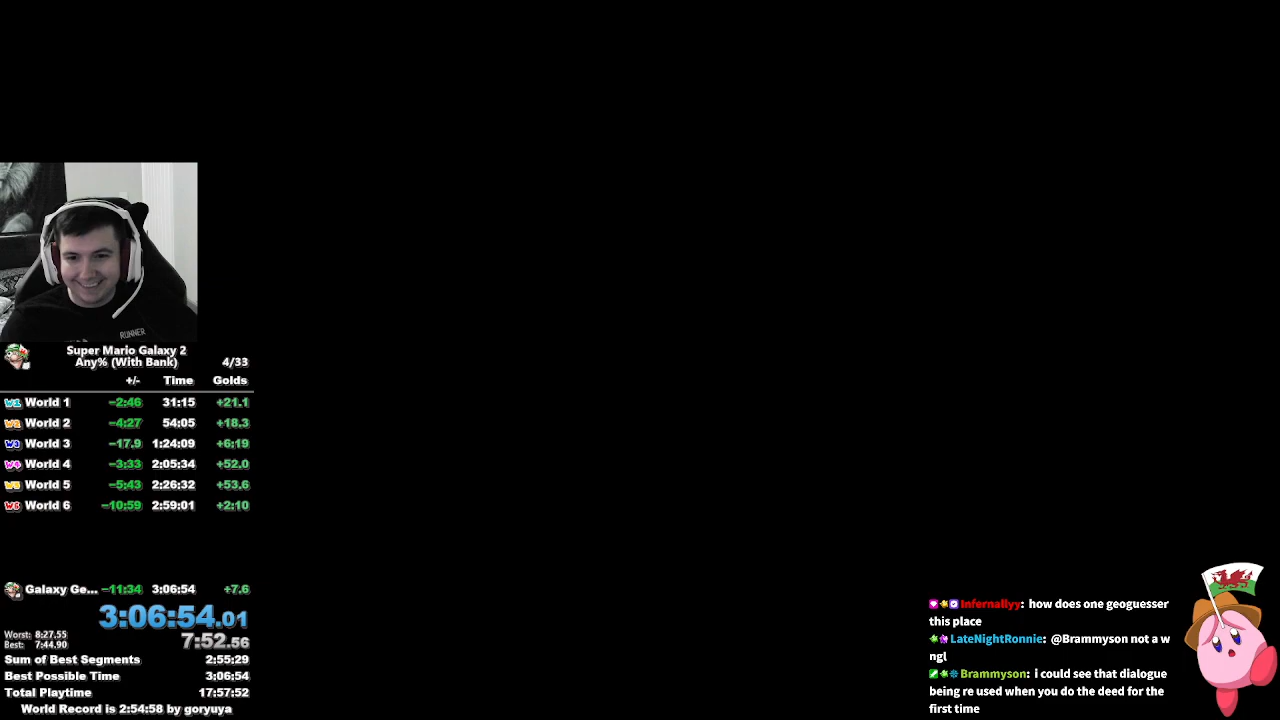 RUNNER
Super Mario Galaxy 2
Any% (With Bank) 4/33
+/- Time Golds
W1 World 1 -2:46 31:15 +21.1
W2 World 2 -4:27 54:05 +18.3
W3 World 3 -17.9 1:24:09 +6:19
W4 World 4 -3:33 2:05:34 +52.0
W5 World 5 -5:43 2:26:32 +53.6
W6 World 6 -10:59 2:59:01 +2:10
Galaxy Ge... -11:34 3:06:54 +7.6
3:06:54.01
Worst: 8:27.55
Best: 7:44.90
7:52.56
Sum of Best Segments 2:55:29
Best Possible Time 3:06:54
Total Playtime 17:57:52
World Record is 2:54:58 by goryuya
Infernallyy: how does one geoguesser
this place
LateNightRonnie: @Brammyson not a w
ngl
Brammyson: i could see that dialogue
being re used when you do the deed for the
first time